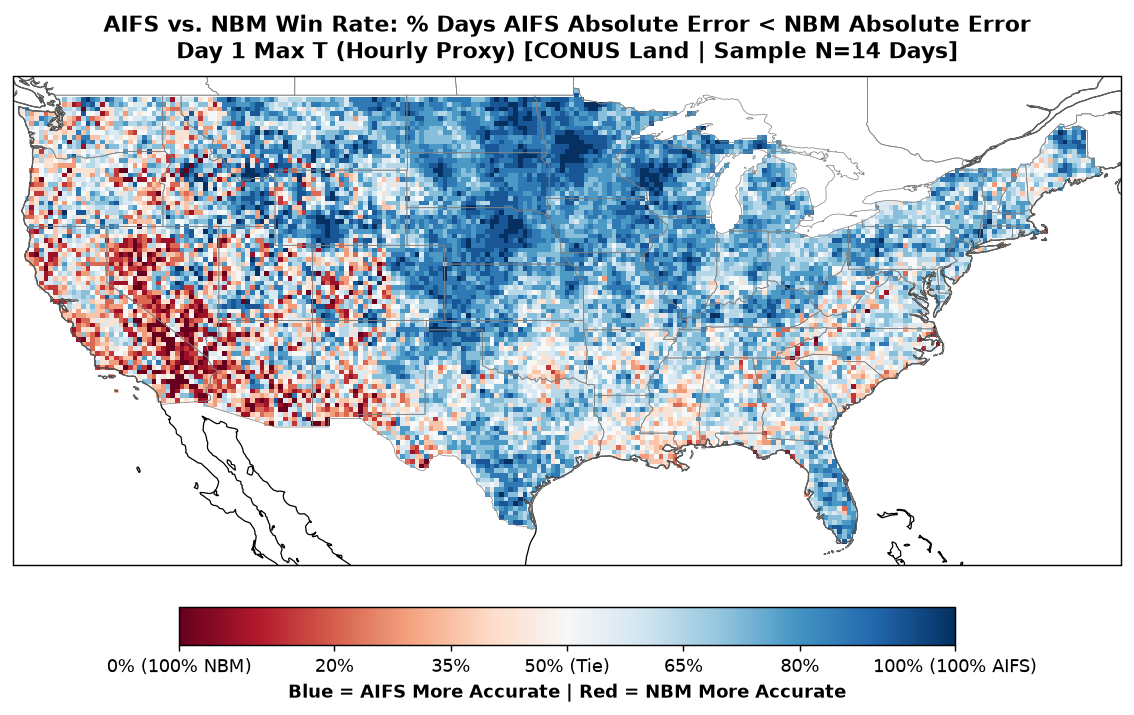 AIFS vs. NBM Win Rate: % Days AIFS Absolute Error < NBM Absolute Error
Day 1 Max T (Hourly Proxy) [CONUS Land | Sample N=14 Days]
0% (100% NBM) 20% 35% 50% (Tie) 65% 80% 100% (100% AIFS)
Blue = AIFS More Accurate | Red = NBM More Accurate